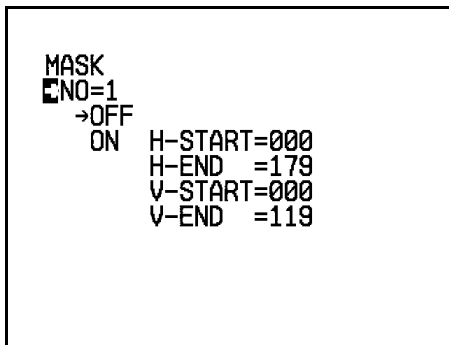 MASK
➡NO=1
→OFF
ON H-START=000
H-END =179
V-START=000
V-END =119